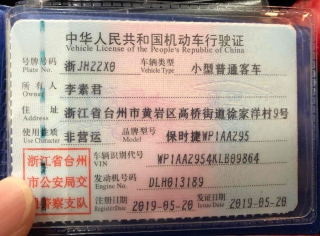 中华人民共和国机动车行驶证
Vehicle License of the People's Republic of China
号牌号码 浙JH2ZX0 车辆类型 小型普通客车
Plate No. Vehicle Type
所有人 李素君
Owner
住址 浙江省台州市黄岩区高桥街道徐家洋村9号
Address
使用性质 非营运 品牌型号 保时捷WP1AA295
Use Character Model
浙江省台州 车辆识别代号 WP1AA2954KLB09864
VIN
市公安局交 发动机号码 DLH013189
Engine No.
警察支队 注册日期 2019-05-20 发证日期 2019-05-20
Register Date Issue Date